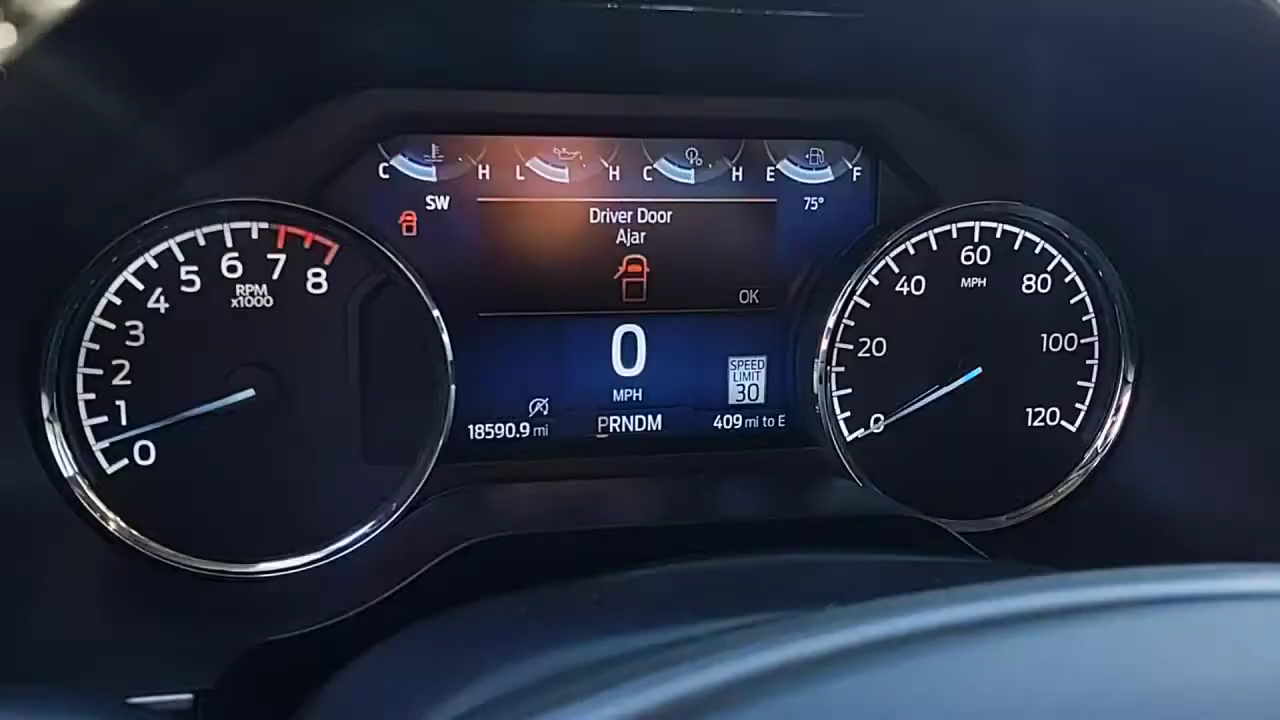 C H L H C H E F
SW
75°
Driver Door
Ajar
OK
0
MPH
SPEED
LIMIT
30
18590.9 mi
PRNDM
409 mi to E
0
1
2
3
4
5
6
7
8
RPM
x1000
0
20
40
60
80
100
120
MPH